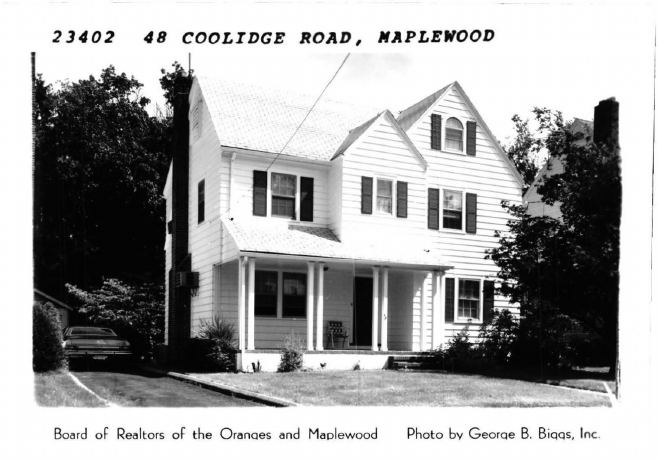 23402 48 COOLIDGE ROAD, MAPLEWOOD
Board of Realtors of the Oranges and Maplewood Photo by George B. Biggs, Inc.